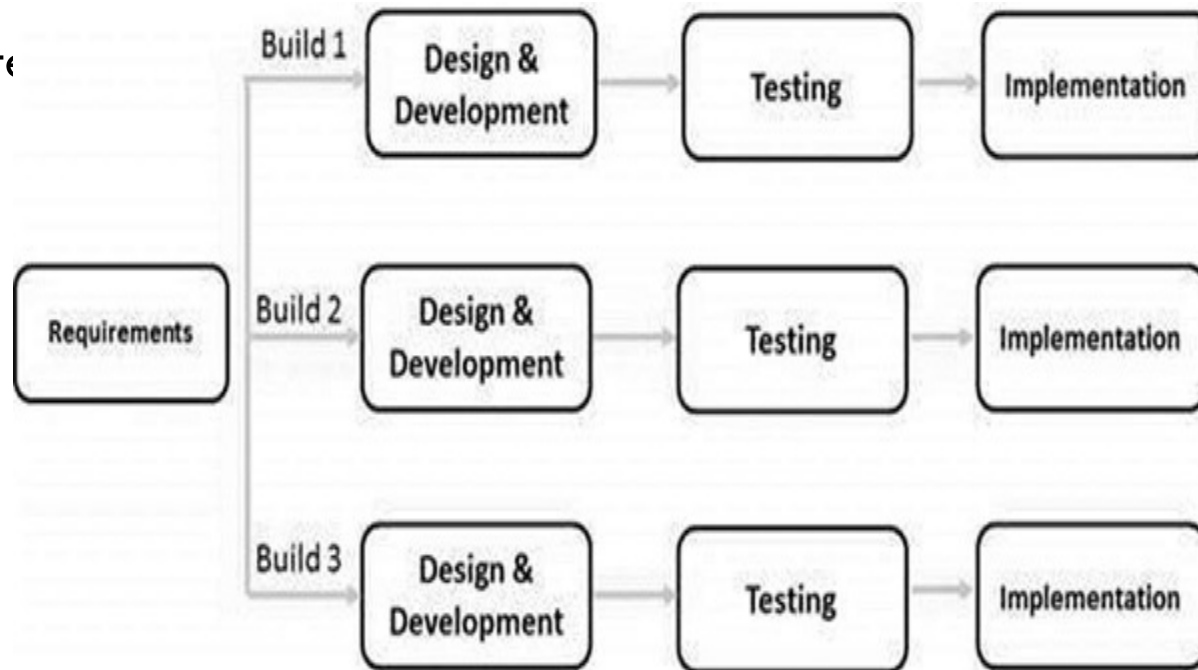 re
Build 1
Design &
Development
Testing
Implementation
Requirements
Build 2
Design &
Development
Testing
Implementation
Build 3
Design &
Development
Testing
Implementation